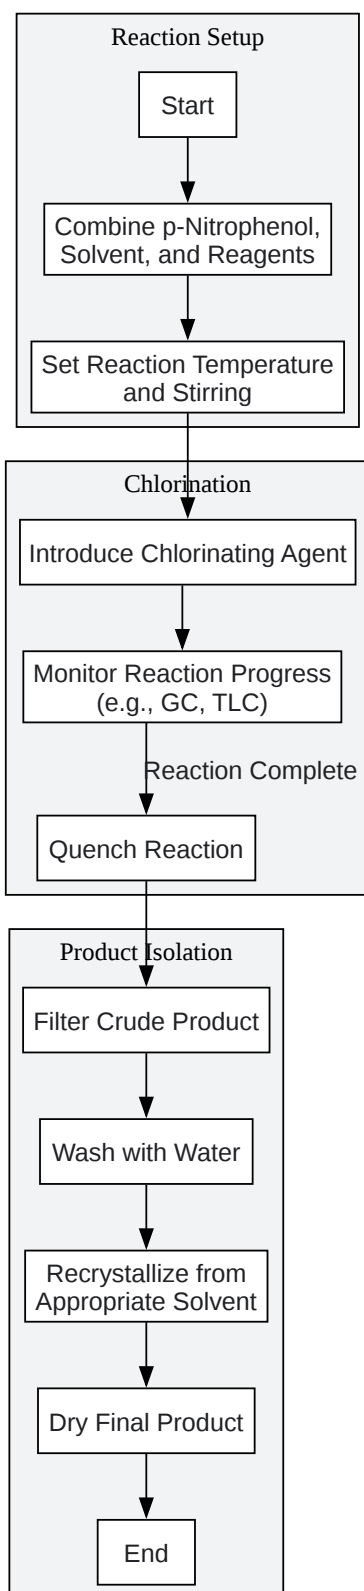 Reaction Setup
Start
Combine p-Nitrophenol,
Solvent, and Reagents
Set Reaction Temperature
and Stirring
Chlorination
Introduce Chlorinating Agent
Monitor Reaction Progress
(e.g., GC, TLC)
Reaction Complete
Quench Reaction
Product Isolation
Filter Crude Product
Wash with Water
Recrystallize from
Appropriate Solvent
Dry Final Product
End